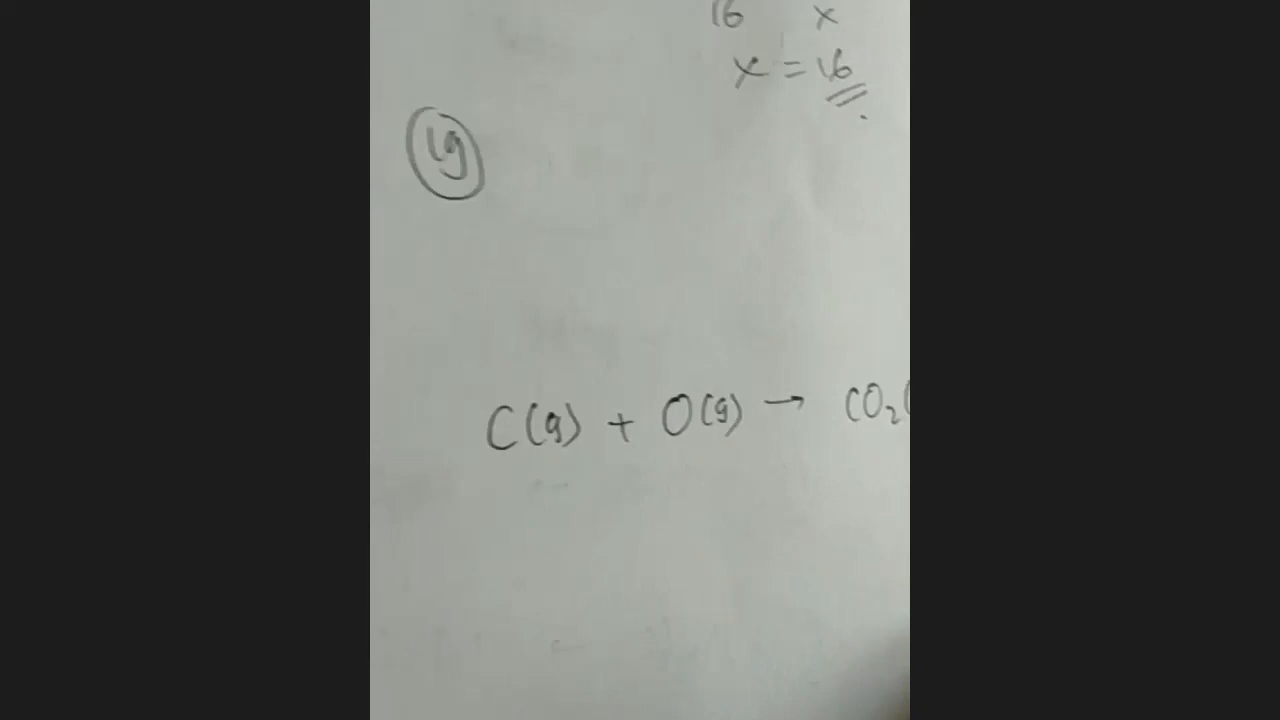 16 x
x = 16
19
C(g) + O(g) → CO₂(